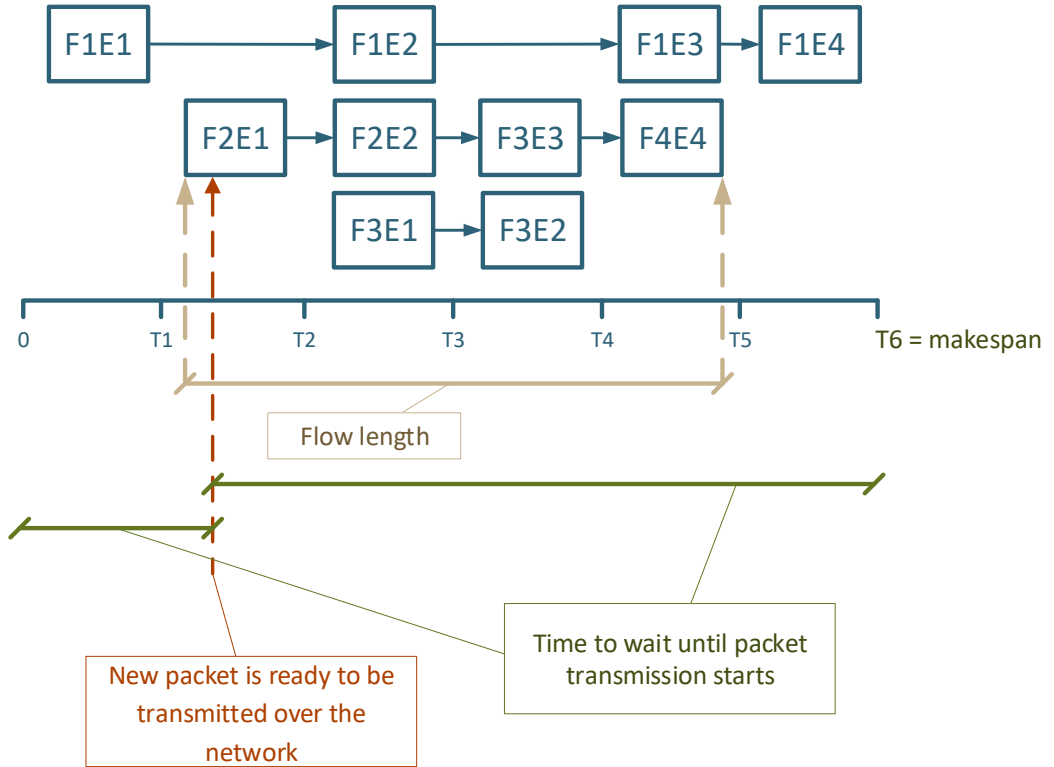 F1E1
F1E2
F1E3
F1E4
F2E1
F2E2
F3E3
F4E4
F3E1
F3E2
0
T1
T2
T3
T4
T5
T6 = makespan
Flow length
Time to wait until packet
transmission starts
New packet is ready to be
transmitted over the
network